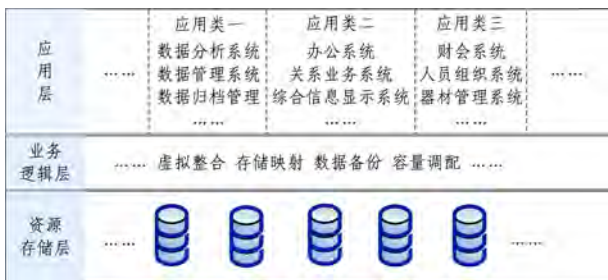 应用层
……
应用类一
数据分析系统
数据管理系统
数据归档管理
……
应用类二
办公系统
关系业务系统
综合信息显示系统
……
应用类三
财会系统
人员组织系统
器材管理系统
……
……
业务
逻辑层
…… 虚拟整合 存储映射 数据备份 容量调配 ……
资源
存储层
……
……